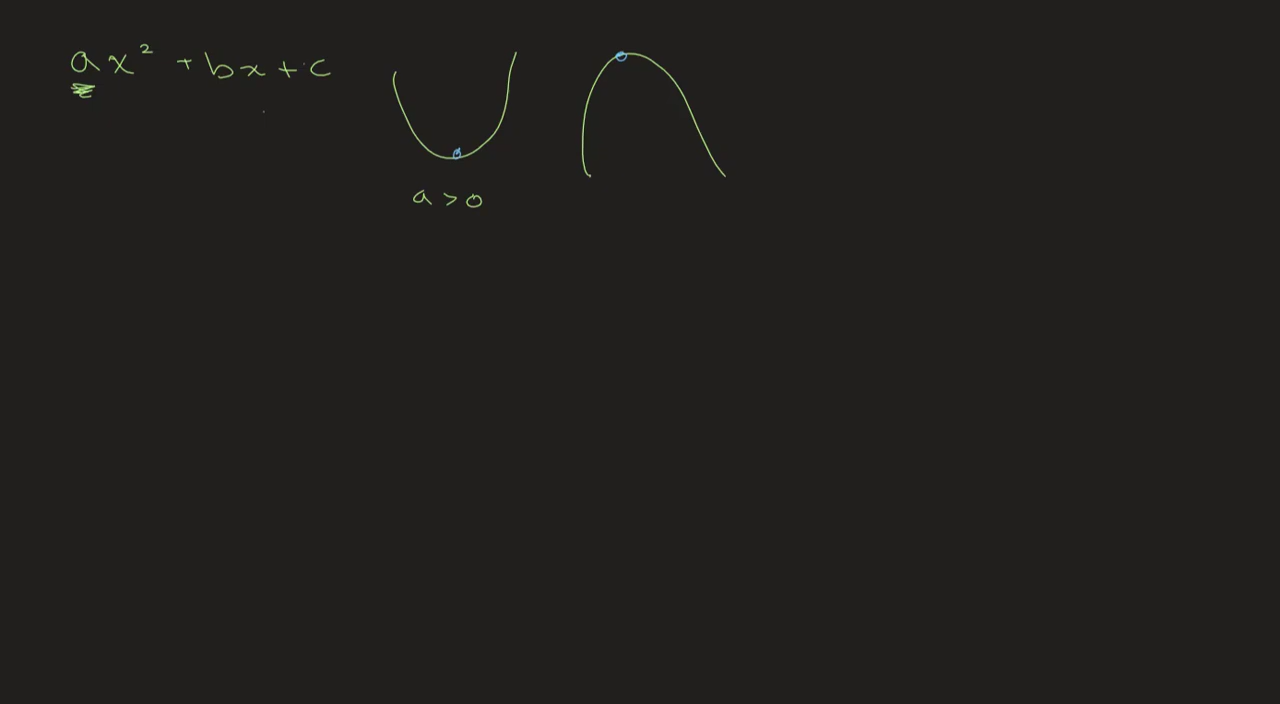 ax² + bx + c
a > 0